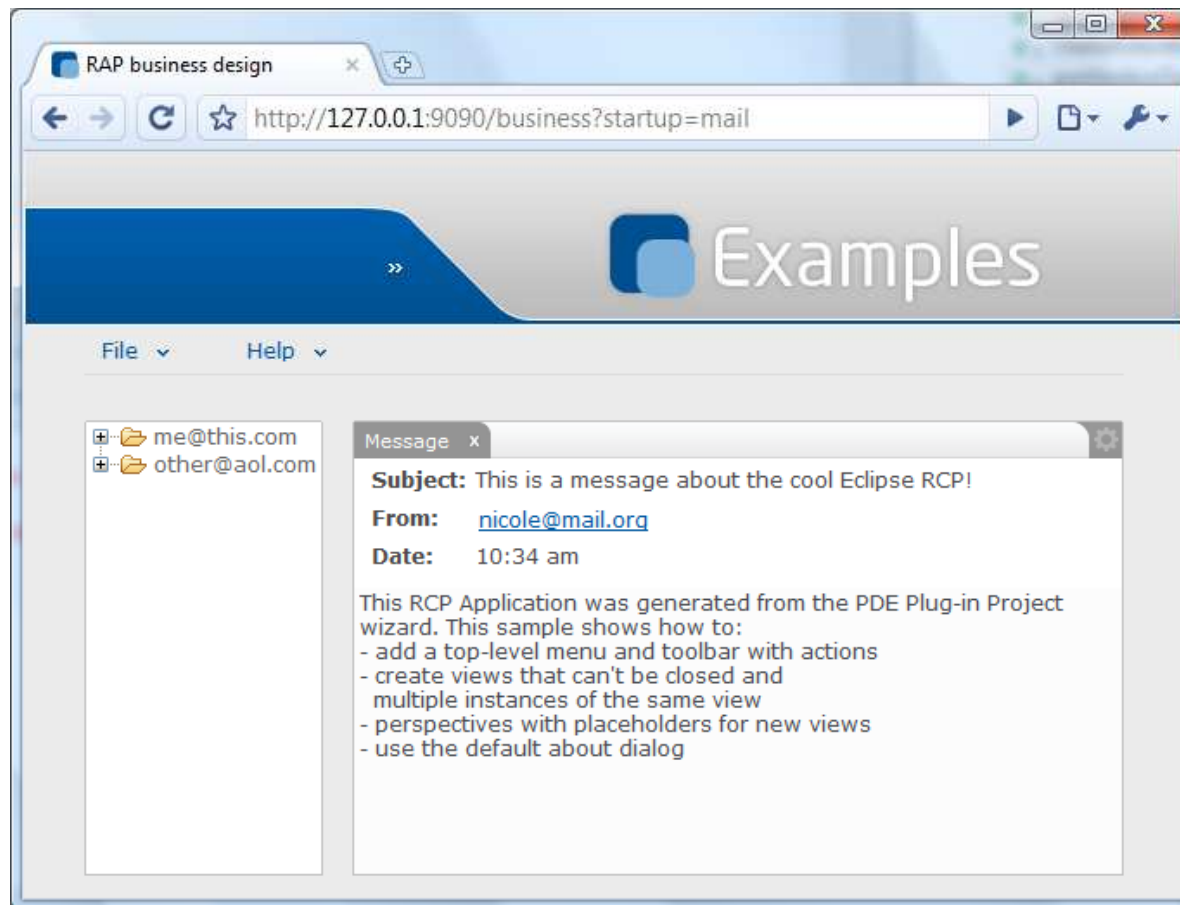 RAP business design
http://127.0.0.1:9090/business?startup=mail
»
Examples
File Help
me@this.com
other@aol.com
Message x
Subject: This is a message about the cool Eclipse RCP!
From: nicole@mail.org
Date: 10:34 am
This RCP Application was generated from the PDE Plug-in Project
wizard. This sample shows how to:
- add a top-level menu and toolbar with actions
- create views that can't be closed and
multiple instances of the same view
- perspectives with placeholders for new views
- use the default about dialog